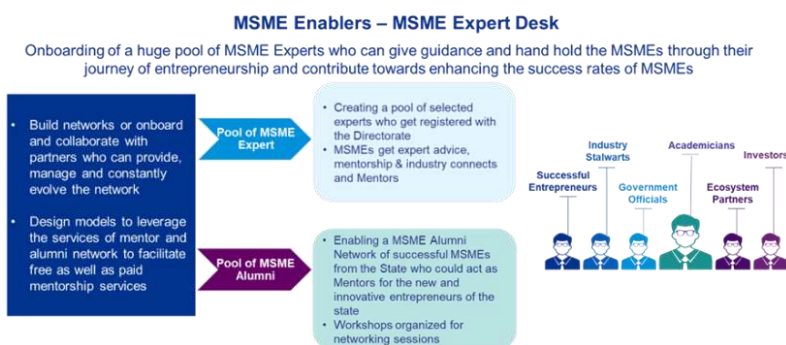 MSME Enablers – MSME Expert Desk
Onboarding of a huge pool of MSME Experts who can give guidance and hand hold the MSMEs through their
journey of entrepreneurship and contribute towards enhancing the success rates of MSMEs
• Build networks or onboard
and collaborate with
partners who can provide,
manage and constantly
evolve the network
• Design models to leverage
the services of mentor and
alumni network to facilitate
free as well as paid
mentorship services
Pool of MSME
Expert
• Creating a pool of selected
experts who get registered with
the Directorate
• MSMEs get expert advice,
mentorship & industry connects
and Mentors
Pool of MSME
Alumni
• Enabling a MSME Alumni
Network of successful MSMEs
from the State who could act as
Mentors for the new and
innovative entrepreneurs of the
state
• Workshops organized for
networking sessions
Successful
Entrepreneurs
Industry
Stalwarts
Government
Officials
Academicians
Ecosystem
Partners
Investors